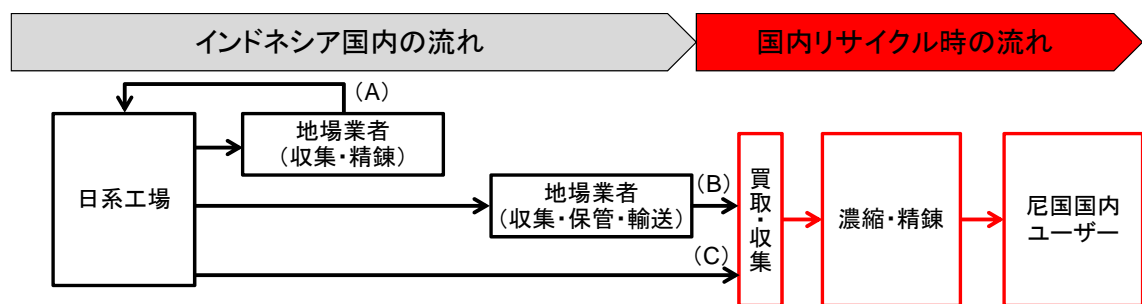 インドネシア国内の流れ
国内リサイクル時の流れ
(A)
地場業者
(収集・精錬)
日系工場
地場業者
(収集・保管・輸送)
(B)
(C)
買取・収集
濃縮・精錬
尼国国内
ユーザー